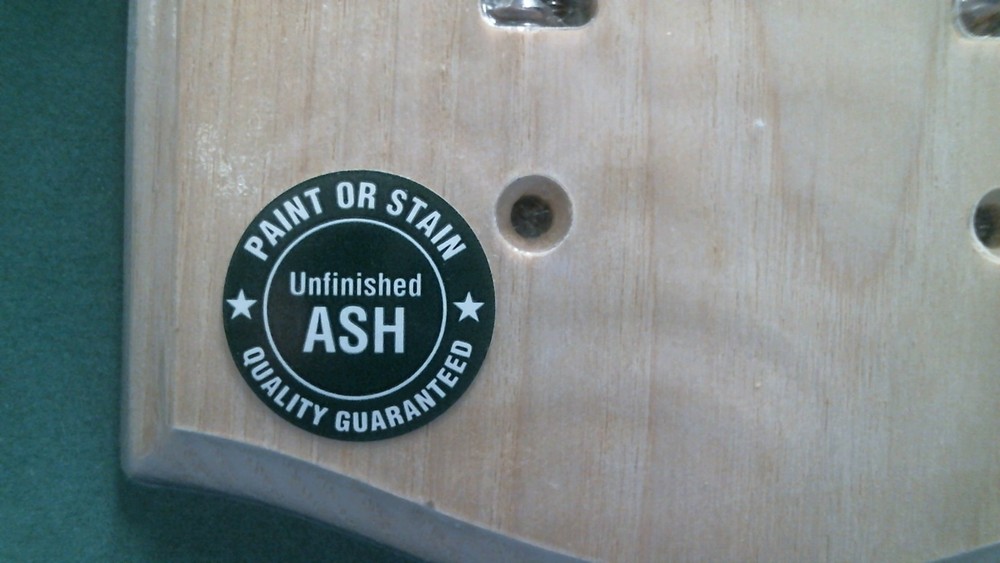 PAINT OR STAIN
Unfinished
ASH
QUALITY GUARANTEED